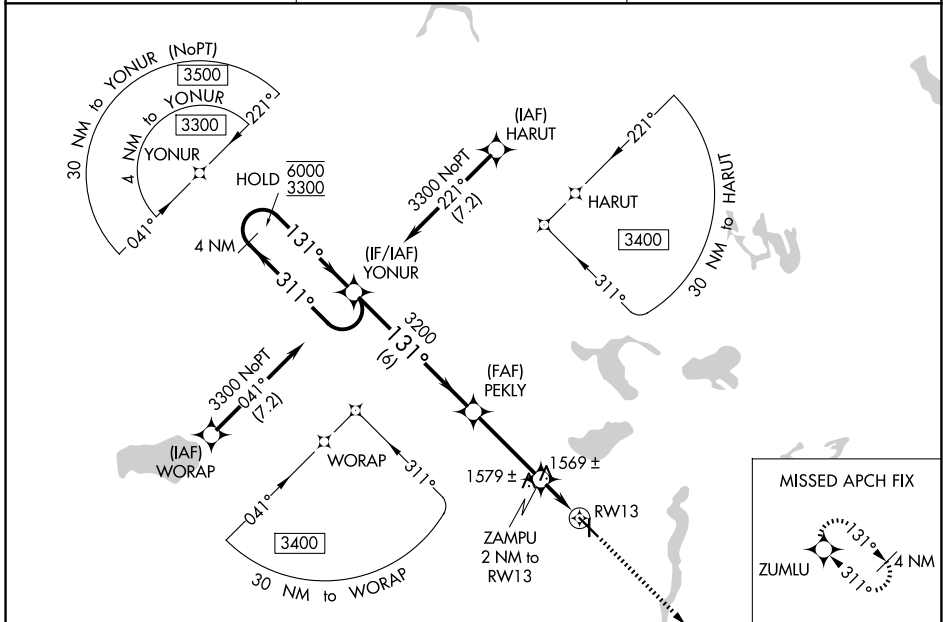 30 NM to YONUR (NoPT)
3500
4 NM to YONUR
3300
221°
YONUR
041°
HOLD 6000
3300
4 NM
131°
311°
(IF/IAF)
YONUR
(IAF)
HARUT
3300 NoPT
221°
(7.2)
221°
HARUT
3400
311°
30 NM to HARUT
3200
131°
(6)
(FAF)
PEKLY
3300 NoPT
041°
(7.2)
(IAF)
WORAP
WORAP
041°
311°
3400
30 NM to WORAP
1579 ±
1569 ±
ZAMPU
2 NM to
RW13
RW13
MISSED APCH FIX
131°
4 NM
ZUMLU
311°